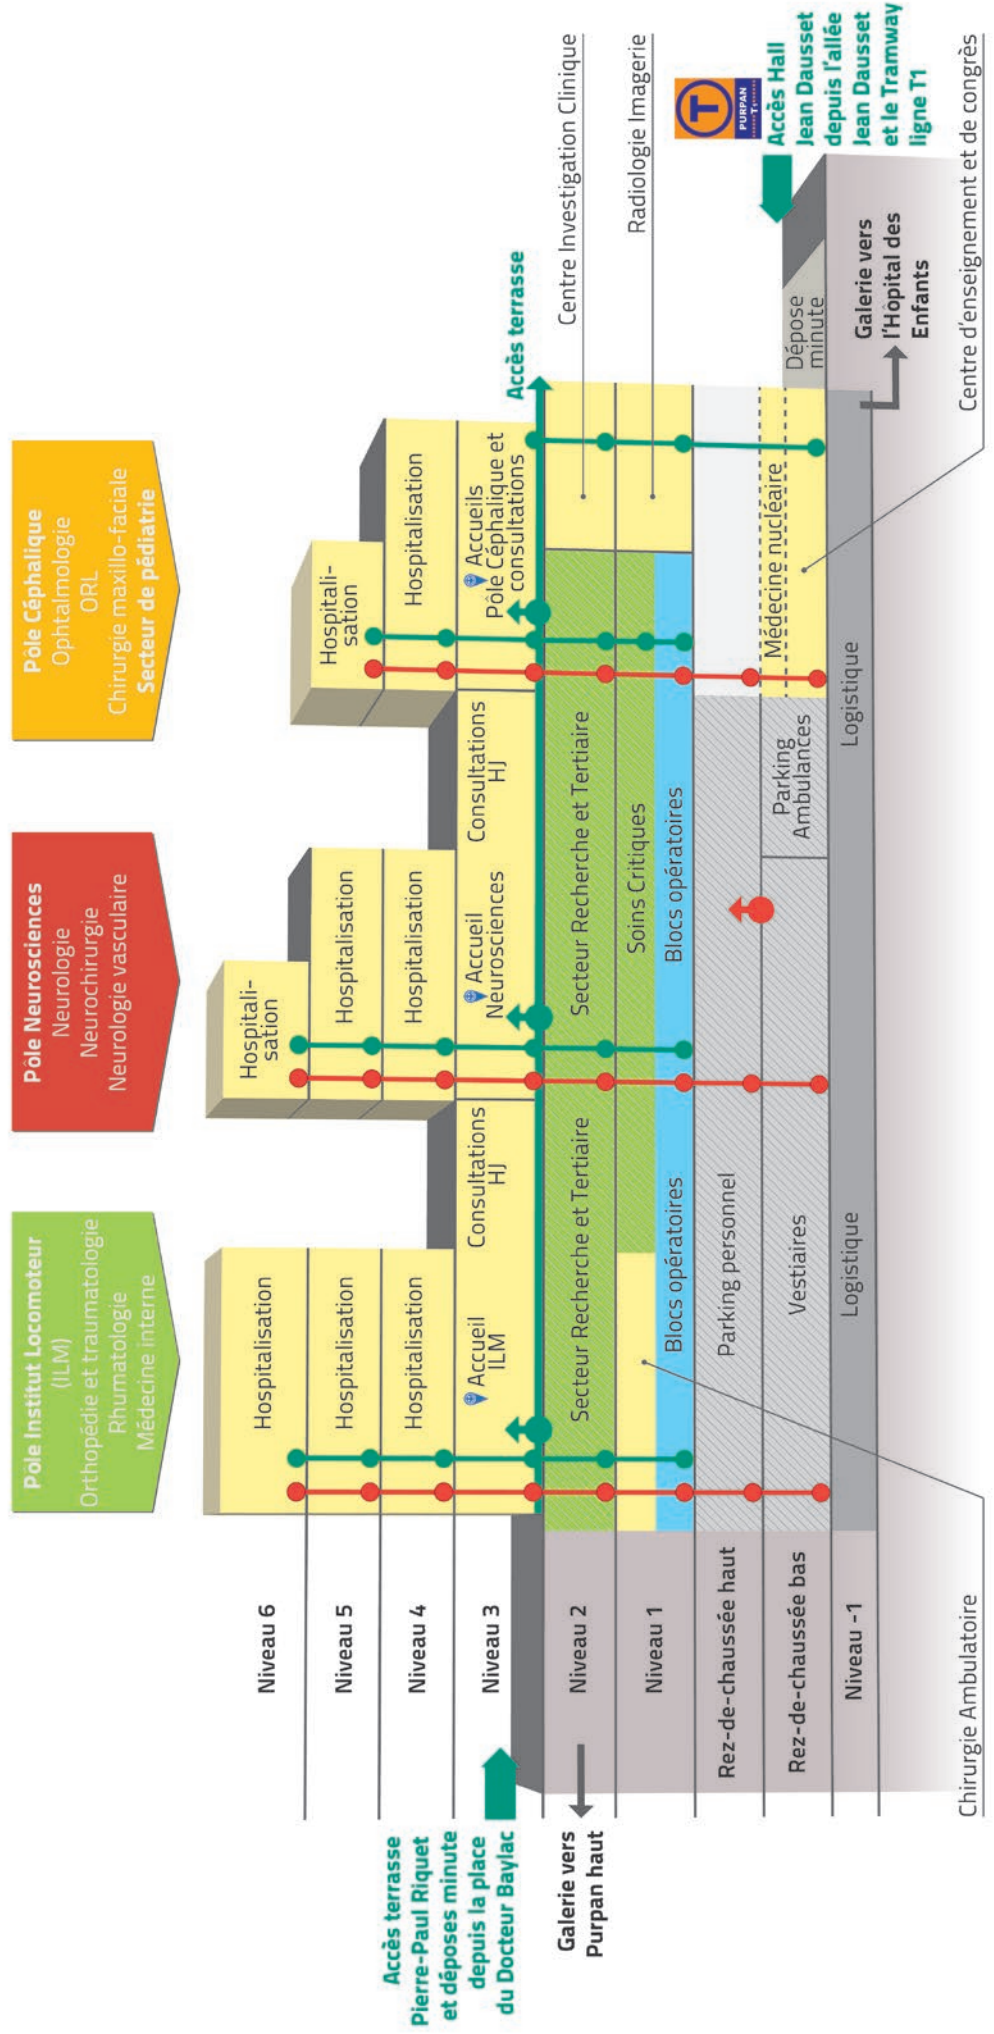 Pôle Institut Locomoteur
(ILM)
Orthopédie et traumatologie
Rhumatologie
Médecine interne
Pôle Neurosciences
Neurologie
Neurochirurgie
Neurologie vasculaire
Pôle Céphalique
Ophtalmologie
ORL
Chirurgie maxillo-faciale
Secteur de pédiatrie
Niveau 6
Hospitalisation
Hospitali-
sation
Niveau 5
Hospitalisation
Hospitalisation
Hospitali-
sation
Niveau 4
Hospitalisation
Hospitalisation
Hospitalisation
Accès terrasse
Pierre-Paul Riquet
et déposes minute
depuis la place
du Docteur Baylac
Niveau 3
Accueil
ILM
Consultations
HJ
Accueil
Neurosciences
Consultations
HJ
Accueils
Pôle Céphalique et
consultations
Accès terrasse
Galerie vers
Purpan haut
Niveau 2
Secteur Recherche et Tertiaire
Secteur Recherche et Tertiaire
Centre Investigation Clinique
Niveau 1
Soins Critiques
Blocs opératoires
Blocs opératoires
Radiologie Imagerie
Rez-de-chaussée haut
Parking personnel
T
PURPAN
T1
Accès Hall
Jean Dausset
depuis l'allée
Jean Dausset
et le Tramway
ligne T1
Rez-de-chaussée bas
Vestiaires
Parking
Ambulances
Médecine nucléaire
Dépose
minute
Niveau -1
Logistique
Logistique
Galerie vers
l'Hôpital des
Enfants
Chirurgie Ambulatoire
Centre d'enseignement et de congrès